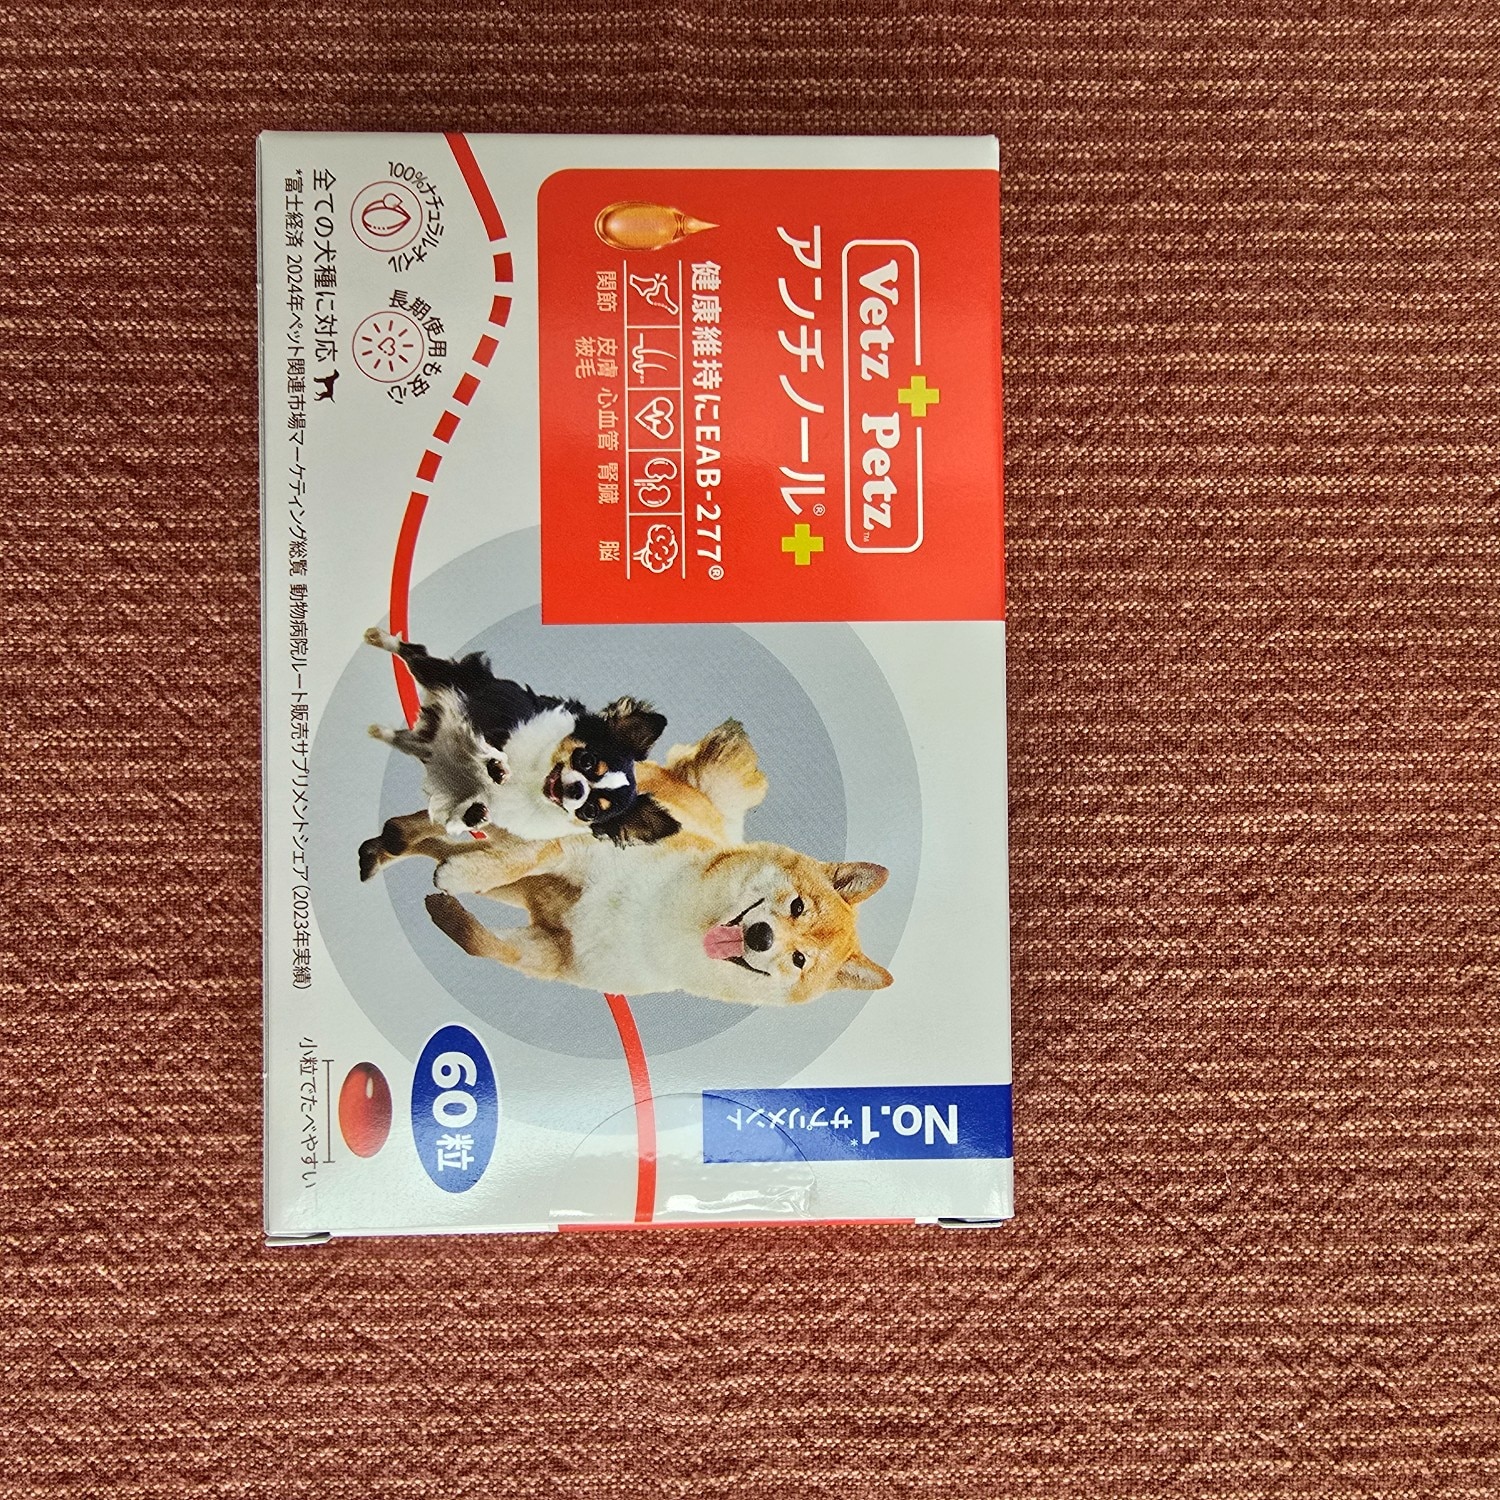 Vetz Petz™
アンチノール®
健康維持にEAB-277®
関節
皮膚
被毛
心血管
腎臓
脳
No.1*サプリメント
100%ナチュラルオイル
長期使用も安心
60粒
全ての犬種に対応
小粒でたべやすい
*富士経済 2024年ペット関連市場マーケティング総覧 動物病院ルート販売サプリメントシェア(2023年実績)